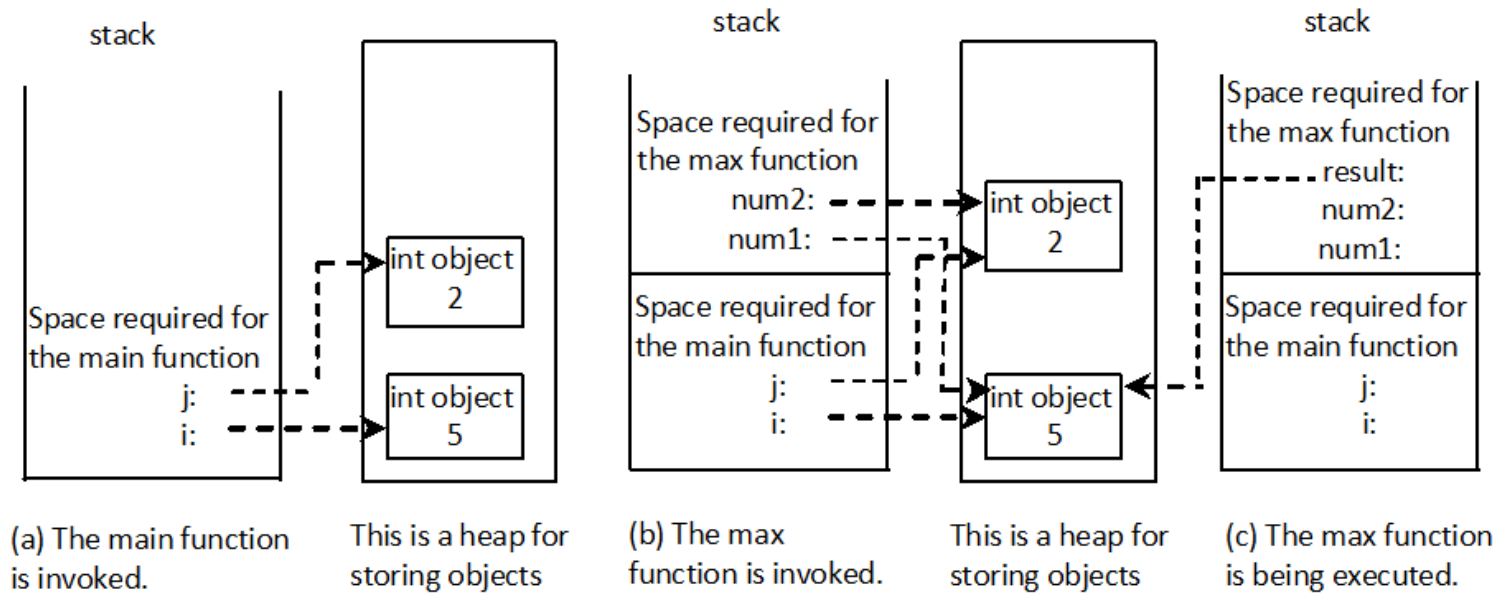 stack
Space required for
the main function
j:
i:
int object
2
int object
5
(a) The main function
is invoked.
This is a heap for
storing objects
stack
Space required for
the max function
num2:
num1:
Space required for
the main function
j:
i:
int object
2
int object
5
(b) The max
function is invoked.
This is a heap for
storing objects
stack
Space required for
the max function
result:
num2:
num1:
Space required for
the main function
j:
i:
(c) The max function
is being executed.